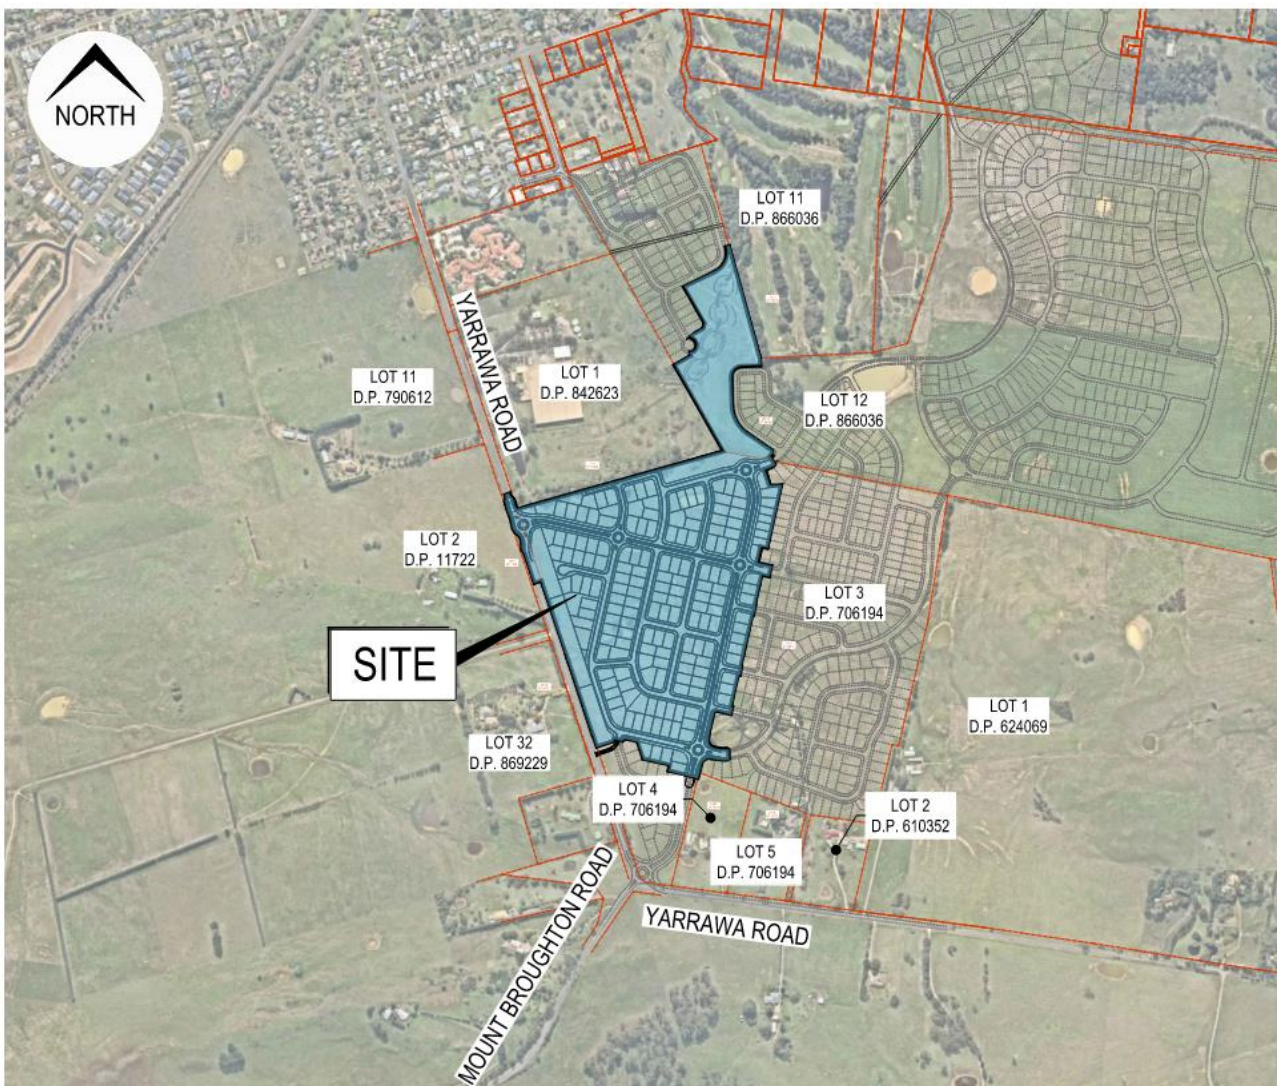 NORTH
LOT 11
D.P. 866036
YARRAWA ROAD
LOT 11
D.P. 790612
LOT 1
D.P. 842623
LOT 12
D.P. 866036
LOT 2
D.P. 11722
LOT 3
D.P. 706194
SITE
LOT 1
D.P. 624069
LOT 32
D.P. 869229
LOT 4
D.P. 706194
LOT 2
D.P. 610352
LOT 5
D.P. 706194
MOUNT BROUGHTON ROAD
YARRAWA ROAD